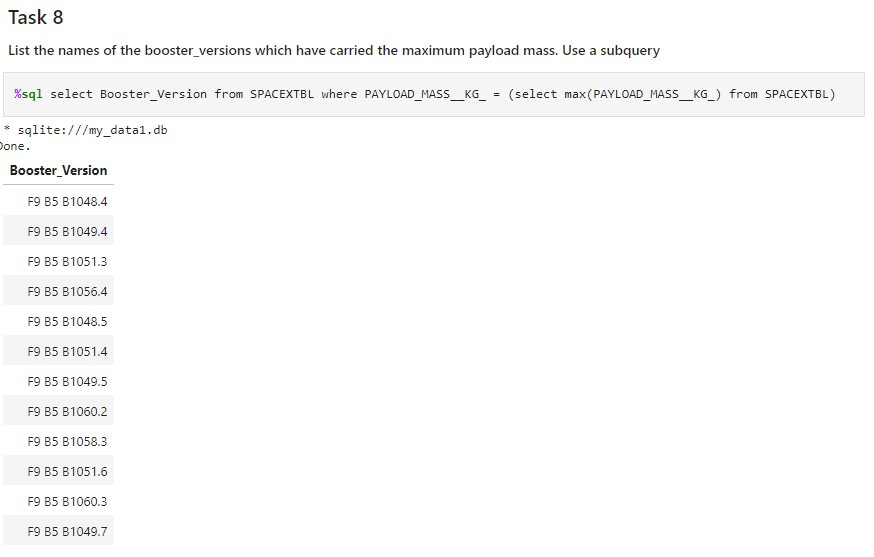 Task 8
List the names of the booster_versions which have carried the maximum payload mass. Use a subquery
%sql select Booster_Version from SPACEXTBL where PAYLOAD_MASS__KG_ = (select max(PAYLOAD_MASS__KG_) from SPACEXTBL)
* sqlite:///my_data1.db
Done.
Booster_Version
F9 B5 B1048.4
F9 B5 B1049.4
F9 B5 B1051.3
F9 B5 B1056.4
F9 B5 B1048.5
F9 B5 B1051.4
F9 B5 B1049.5
F9 B5 B1060.2
F9 B5 B1058.3
F9 B5 B1051.6
F9 B5 B1060.3
F9 B5 B1049.7